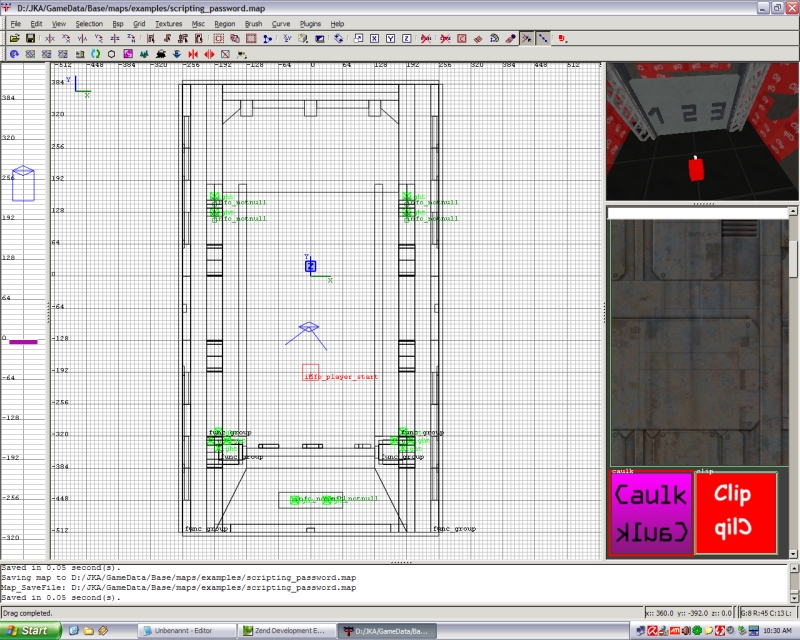 D:/JKA/GameData/Base/maps/examples/scripting_password.map
File Edit View Selection Bsp Grid Textures Misc Region Brush Curve Plugins Help
-512 -448 -384 -320 -256 -192 -128 -64 0 64 128 192 256 320 384 448 512
384
320
256
192
128
64
0
-64
-128
-192
-256
-320
384
320
256
192
128
64
0
-64
-128
-192
-256
-320
-384
-448
-512
Y
X
info_notnull
info_notnull
info_notnull
info_notnull
Y
Z
X
info_player_start
func_group
func_group
func_group
func_group
func_group
func_group
1 2 3
caulk
clip
Caulk
Caulk
Clip
Clip
Saved in 0.05 second(s).
Saving map to D:/JKA/GameData/Base/maps/examples/scripting_password.map
Map_SaveFile: D:/JKA/GameData/Base/maps/examples/scripting_password.map
Saved in 0.05 second(s).
Drag completed.
x:: 360.0 y:: -392.0 z:: 0.0
G:8 R:45 C:13 L:
Start
Unbenannt - Editor
Zend Development E...
D:/JKA/GameData/Ba...
10:30 AM